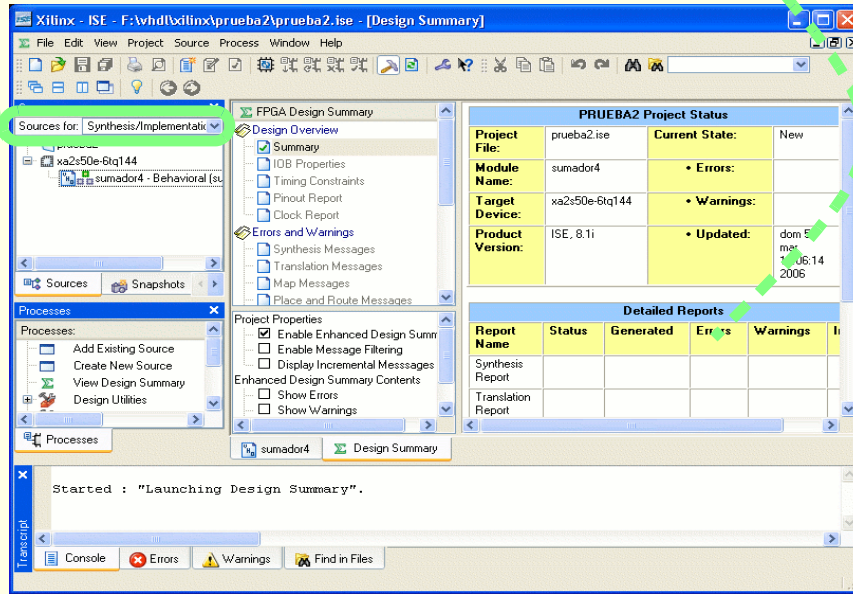 Xilinx - ISE - F:\vhdl\xilinx\prueba2\prueba2.ise - [Design Summary]
File Edit View Project Source Process Window Help
Sources for: Synthesis/Implementatic
xa2s50e-6tq144
sumador4 - Behavioral (su
Sources Snapshots
Processes
Processes:
Add Existing Source
Create New Source
View Design Summary
Design Utilities
Processes
FPGA Design Summary
Design Overview
Summary
IOB Properties
Timing Constraints
Pinout Report
Clock Report
Errors and Warnings
Synthesis Messages
Translation Messages
Map Messages
Place and Route Messages
Project Properties
Enable Enhanced Design Summ
Enable Message Filtering
Display Incremental Messsages
Enhanced Design Summary Contents
Show Errors
Show Warnings
sumador4 Design Summary
PRUEBA2 Project Status
Project File: prueba2.ise Current State: New
Module Name: sumador4 • Errors:
Target Device: xa2s50e-6tq144 • Warnings:
Product Version: ISE, 8.1i • Updated: dom 5
2006
Detailed Reports
Report Name Status Generated Errors Warnings
Synthesis Report
Translation Report
Started : "Launching Design Summary".
Transcript
Console Errors Warnings Find in Files